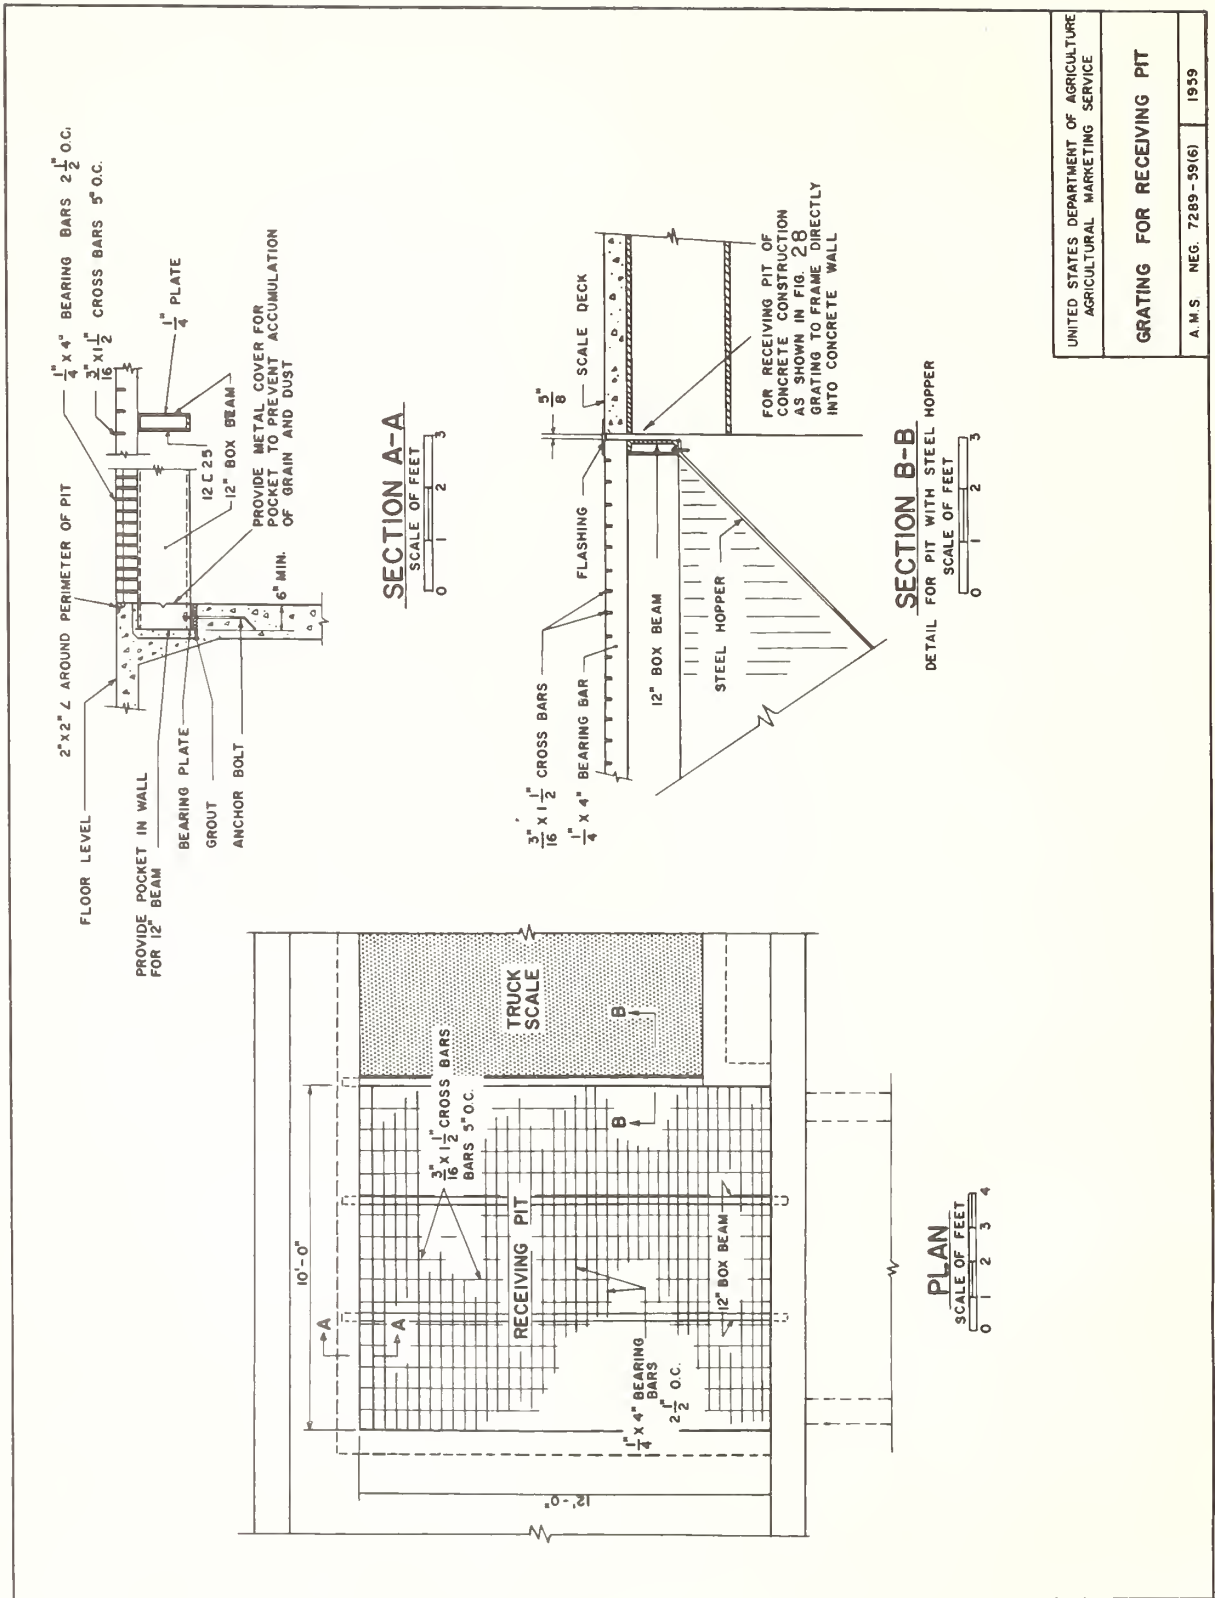 FLOOR LEVEL
2" X 2" ∠ AROUND PERIMETER OF PIT
1/4" X 4" BEARING BARS 2 1/2" O.C.
3/16" X 1 1/2" CROSS BARS 5" O.C.
PROVIDE POCKET IN WALL
FOR 12" BEAM
BEARING PLATE
GROUT
ANCHOR BOLT
1/4" PLATE
12 [ 25
12" BOX BEAM
PROVIDE METAL COVER FOR
POCKET TO PREVENT ACCUMULATION
OF GRAIN AND DUST
6" MIN.
SECTION A-A
SCALE OF FEET
0 1 2 3
10'-0"
12'-0"
A
A
3/16" X 1 1/2" CROSS BARS
BARS 5" O.C.
TRUCK
SCALE
RECEIVING PIT
B
B
1/4" X 4" BEARING
BARS
2 1/2" O.C.
12" BOX BEAM
PLAN
SCALE OF FEET
0 1 2 3 4
3/16" X 1 1/2" CROSS BARS
1/4" X 4" BEARING BAR
FLASHING
5/8"
SCALE DECK
12" BOX BEAM
STEEL HOPPER
FOR RECEIVING PIT OF
CONCRETE CONSTRUCTION
AS SHOWN IN FIG. 28
GRATING TO FRAME DIRECTLY
INTO CONCRETE WALL
SECTION B-B
DETAIL FOR PIT WITH STEEL HOPPER
SCALE OF FEET
0 1 2 3
UNITED STATES DEPARTMENT OF AGRICULTURE
AGRICULTURAL MARKETING SERVICE
GRATING FOR RECEIVING PIT
A.M.S. NEG. 7289-59(6) 1959